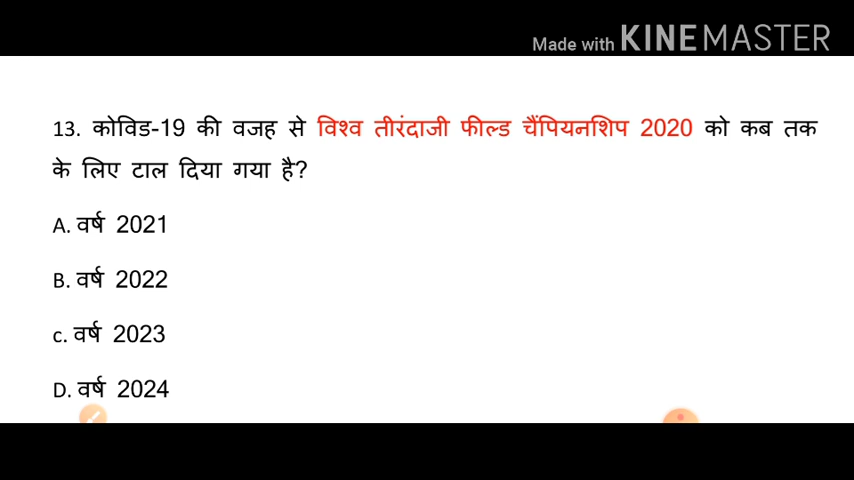 Made with KINEMASTER
13. कोविड-19 की वजह से विश्व तीरंदाजी फील्ड चैंपियनशिप 2020 को कब तक
के लिए टाल दिया गया है?
A. वर्ष 2021
B. वर्ष 2022
c. वर्ष 2023
D. वर्ष 2024